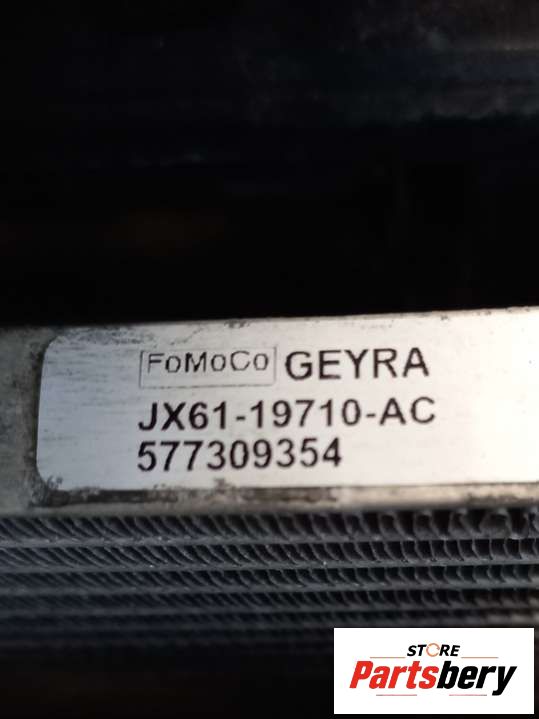 FoMoCo GEYRA
JX61-19710-AC
577309354
STORE
Partsbery